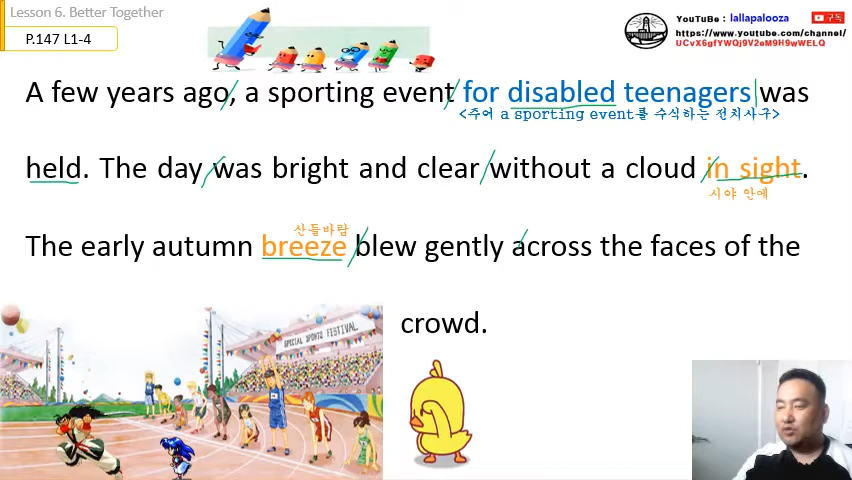 Lesson 6. Better Together
P.147 L1-4
YouTuBe : lallapalooza
구독
https://www.youtube.com/channel/
UCvX6gfYWQj9V2eM9H9wWELQ
A few years ago, a sporting event for disabled teenagers was
<주어 a sporting event를 수식하는 전치사구>
held. The day was bright and clear without a cloud in sight.
시야 안에
산들바람
The early autumn breeze blew gently across the faces of the
crowd.
SPECIAL SPORTS FESTIVAL